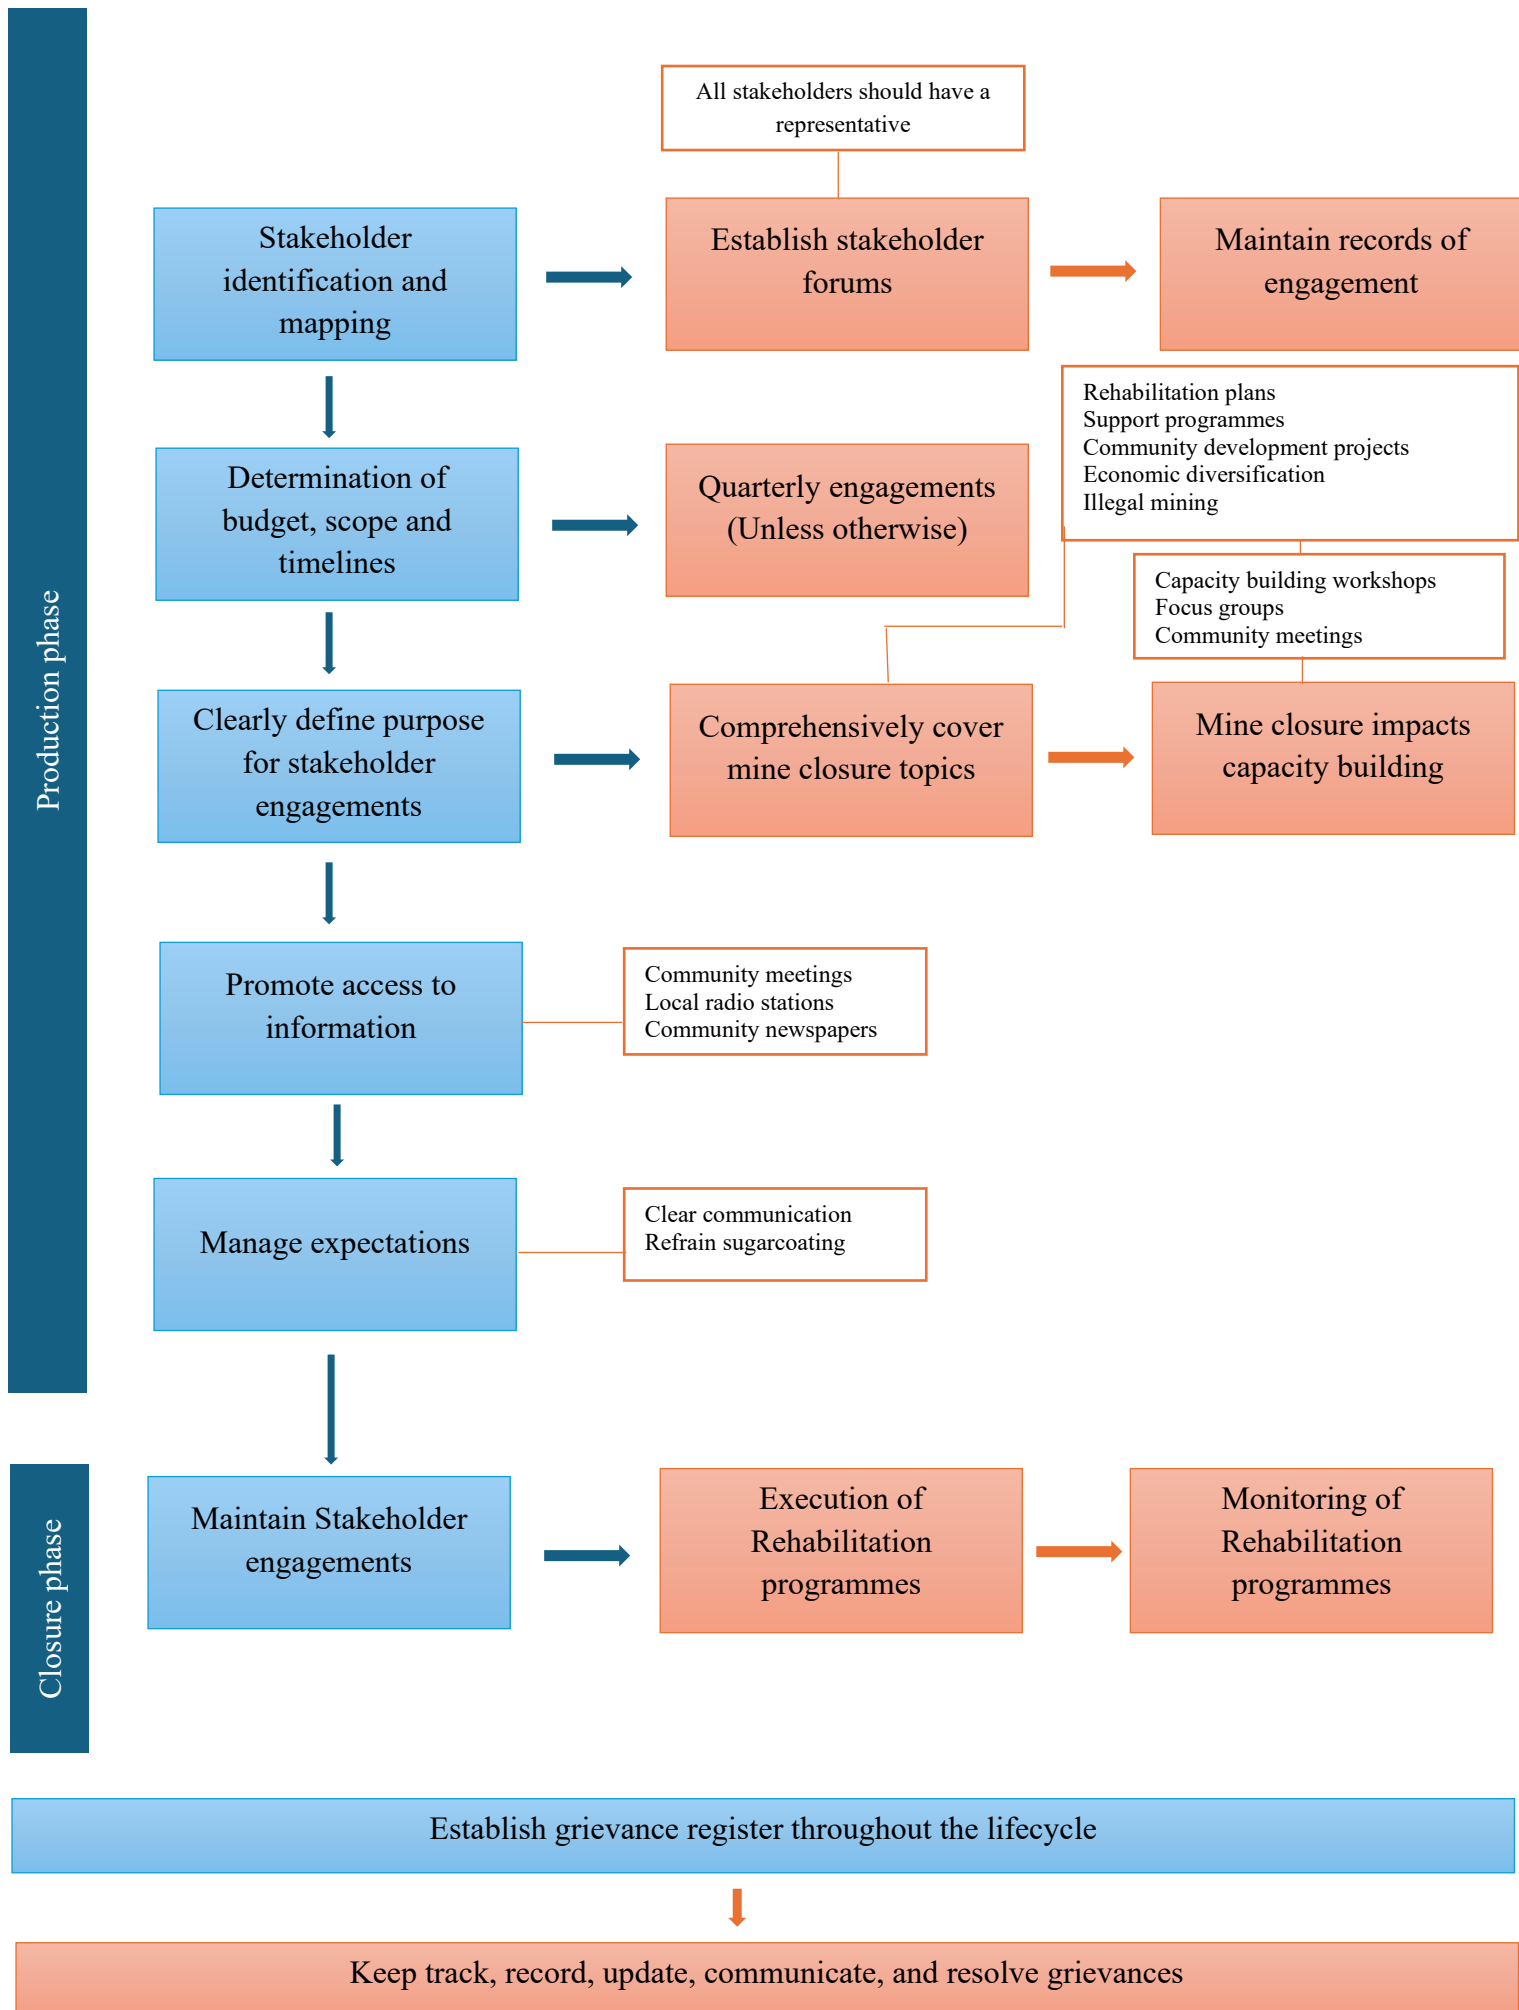 Production phase
All stakeholders should have a
representative
Stakeholder
identification and
mapping
Establish stakeholder
forums
Maintain records of
engagement
Rehabilitation plans
Support programmes
Community development projects
Economic diversification
Illegal mining
Determination of
budget, scope and
timelines
Quarterly engagements
(Unless otherwise)
Capacity building workshops
Focus groups
Community meetings
Clearly define purpose
for stakeholder
engagements
Comprehensively cover
mine closure topics
Mine closure impacts
capacity building
Promote access to
information
Community meetings
Local radio stations
Community newspapers
Manage expectations
Clear communication
Refrain sugarcoating
Closure phase
Maintain Stakeholder
engagements
Execution of
Rehabilitation
programmes
Monitoring of
Rehabilitation
programmes
Establish grievance register throughout the lifecycle
Keep track, record, update, communicate, and resolve grievances